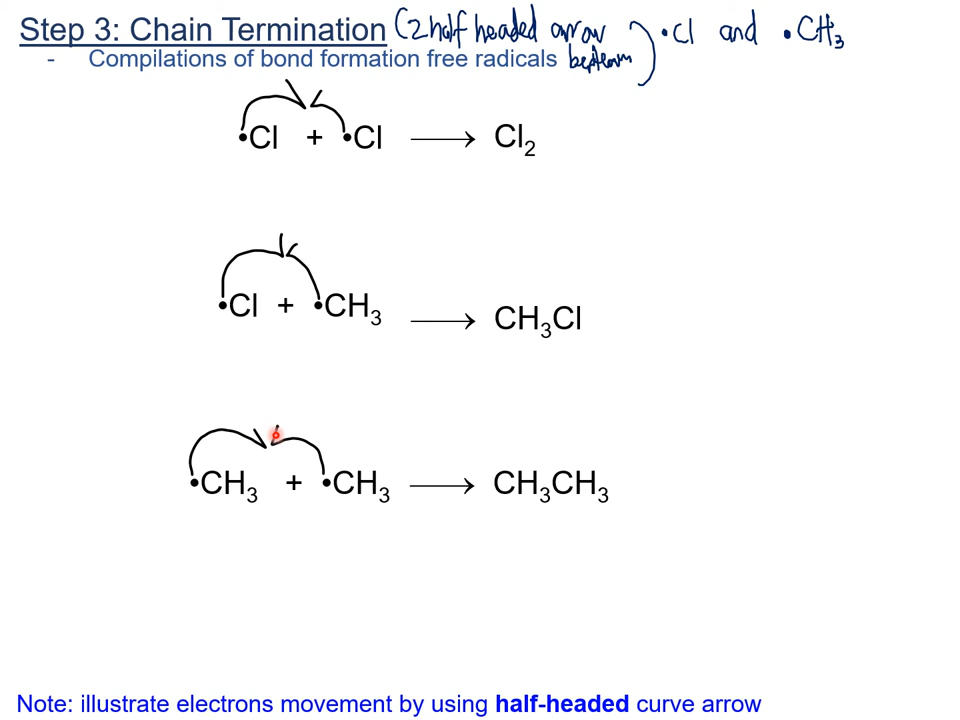 Step 3: Chain Termination (2 half headed arrow ) •Cl and •CH₃
- Compilations of bond formation free radicals
•Cl + •Cl ⟶ Cl₂
•Cl + •CH₃ ⟶ CH₃Cl
•CH₃ + •CH₃ ⟶ CH₃CH₃
Note: illustrate electrons movement by using half-headed curve arrow